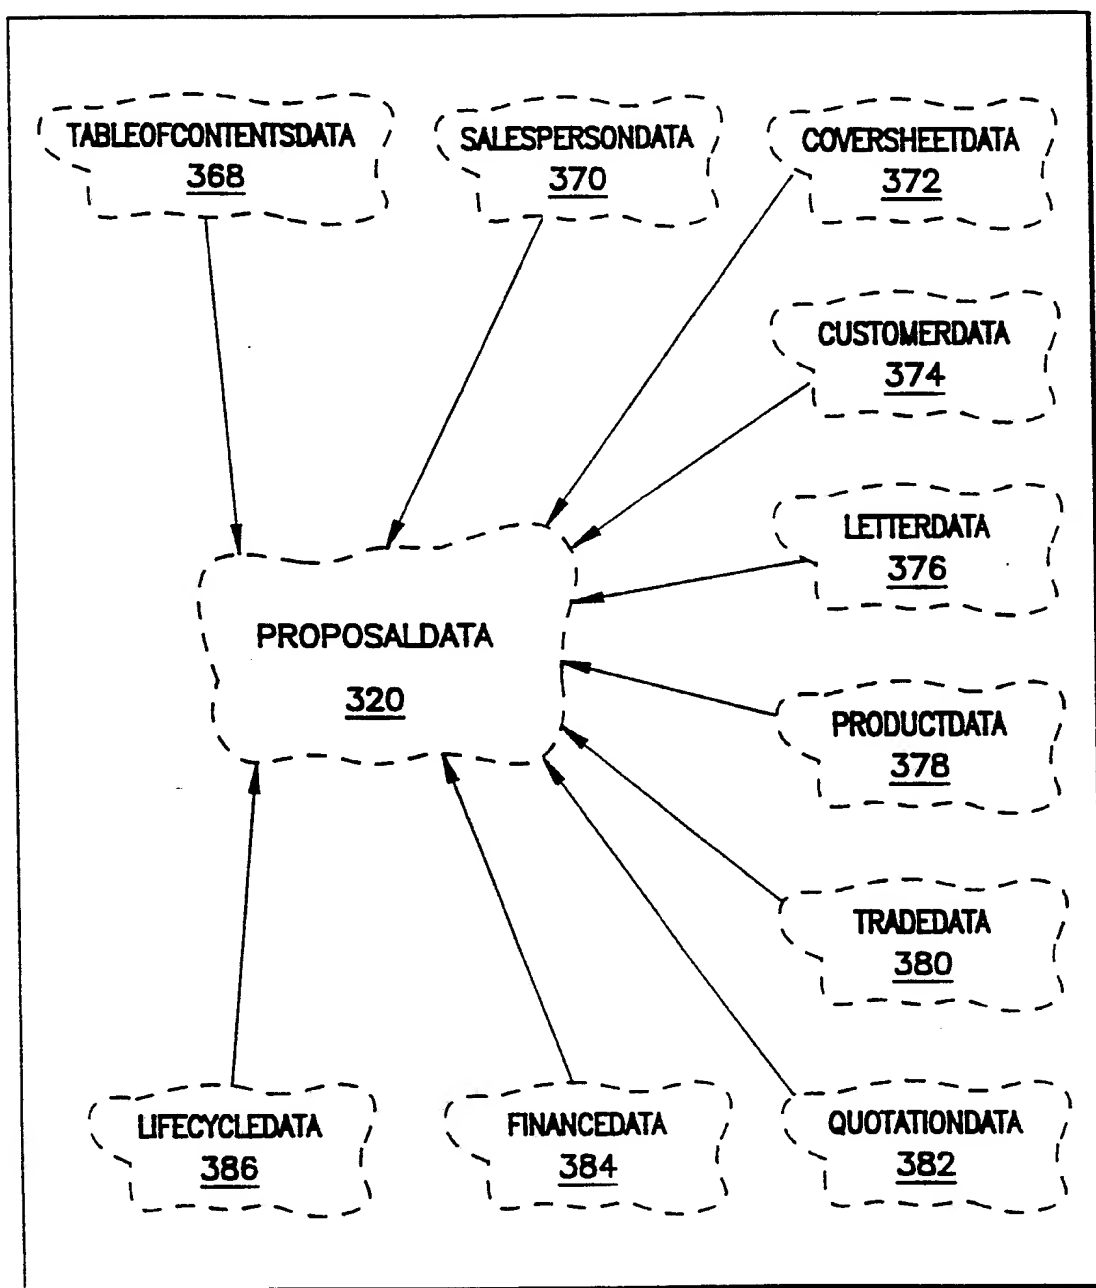 TABLEOFCONTENTSDATA
368
SALESPERSONDATA
370
COVERSHEETDATA
372
CUSTOMERDATA
374
LETTERDATA
376
PROPOSALDATA
320
PRODUCTDATA
378
TRADEDATA
380
LIFECYCLEDATA
386
FINANCEDATA
384
QUOTATIONDATA
382